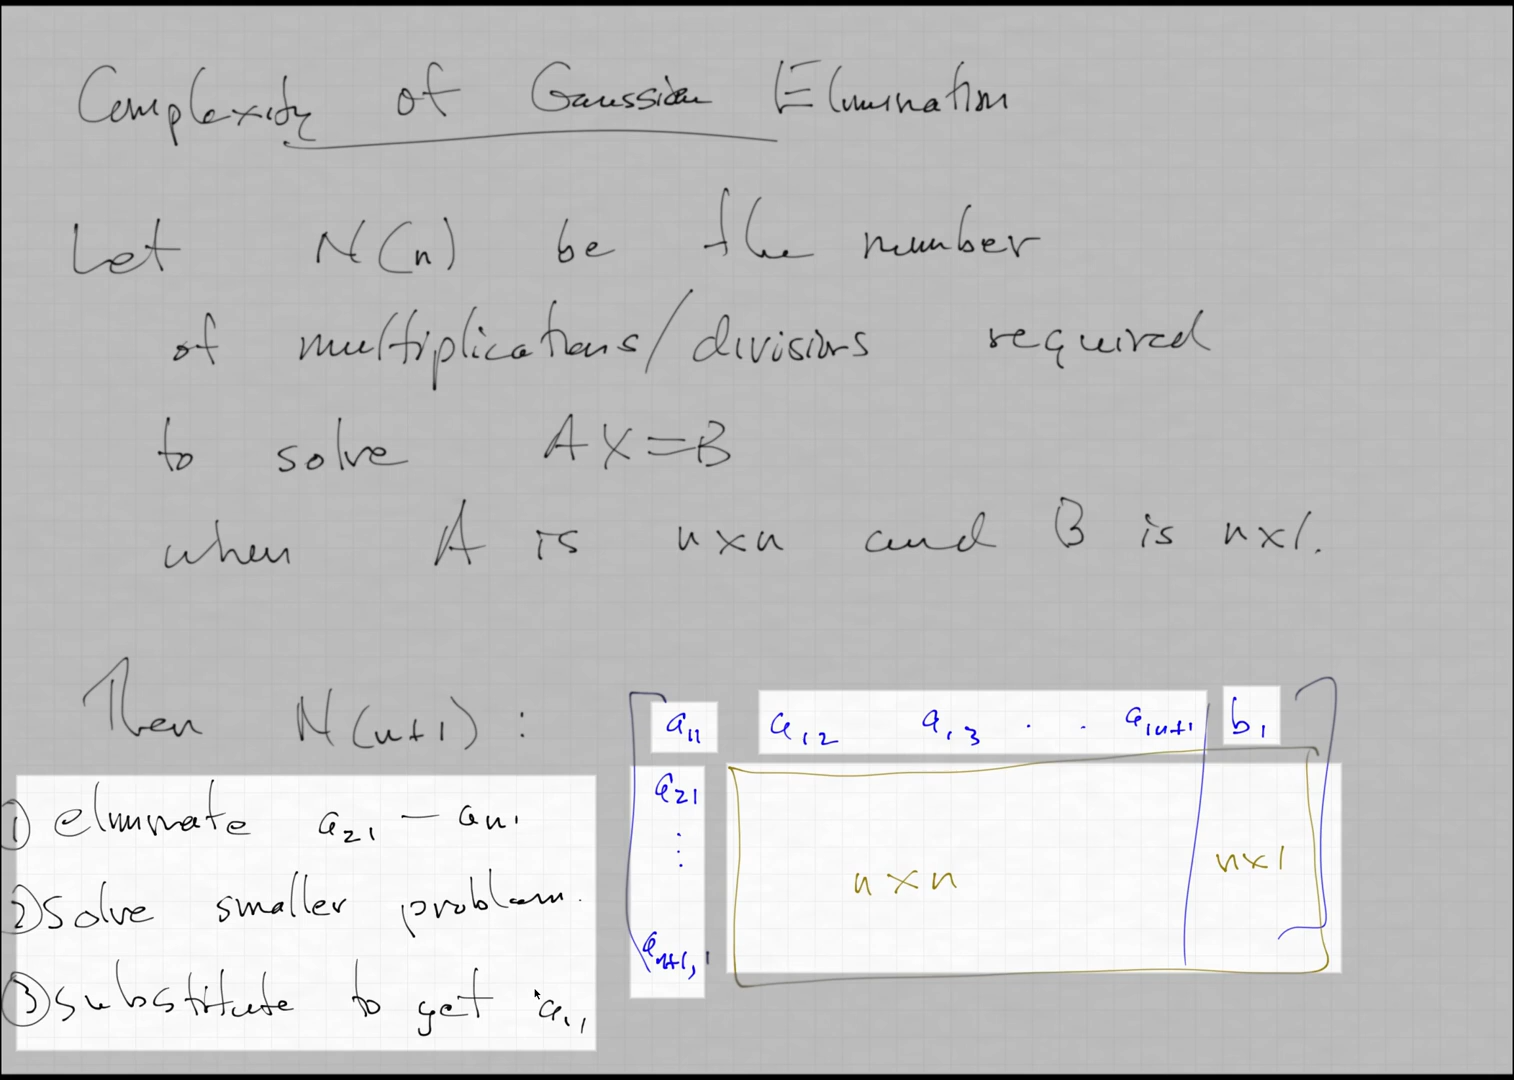 Complexity of Gaussian Elimination
Let N(n) be the number
of multiplications/divisions required
to solve AX=B
when A is n×n and B is n×1.
Then N(n+1):
① eliminate a21 — an1
② solve smaller problem.
③ substitute to get a11
a11 a12 a13 . . a1n+1 b1
a21
⋮
an+1,1
n×n n×1